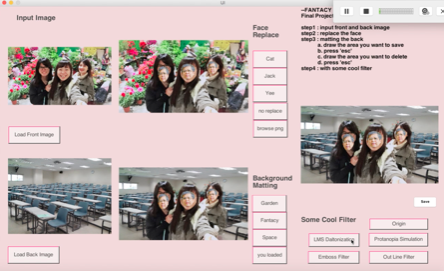 Input Image
Load Front Image
Load Back Image
Face
Replace
Cat
Jack
Yee
no replace
browse png
Background
Matting
Garden
Fantacy
Space
you loaded
--FANTACY
Final Project
step1 : input front and back image
step2 : replace the face
step3 : matting the back
a. draw the area you want to save
b. press 'esc'
c. draw the area you want to delete
d. press 'esc'
step4 : with some cool filter
Save
Some Cool Filter
Origin
LMS Daltonization
Protanopia Simulation
Emboss Filter
Out Line Filter